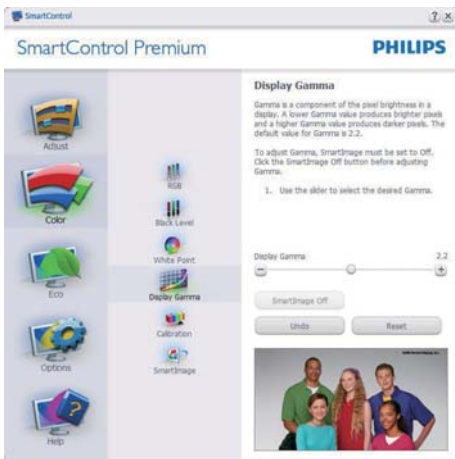 SmartControl
SmartControl Premium
PHILIPS
Adjust
Color
Eco
Options
Help
RGB
Black Level
White Point
Display Gamma
Calibration
SmartImage
Display Gamma
Gamma is a component of the pixel brightness in a
display. A lower Gamma value produces brighter pixels
and a higher Gamma value produces darker pixels. The
default value for Gamma is 2.2.
To adjust Gamma, SmartImage must be set to Off.
Click the SmartImage Off button before adjusting
Gamma.
1. Use the slider to select the desired Gamma.
Display Gamma 2.2
SmartImage Off
Undo Reset